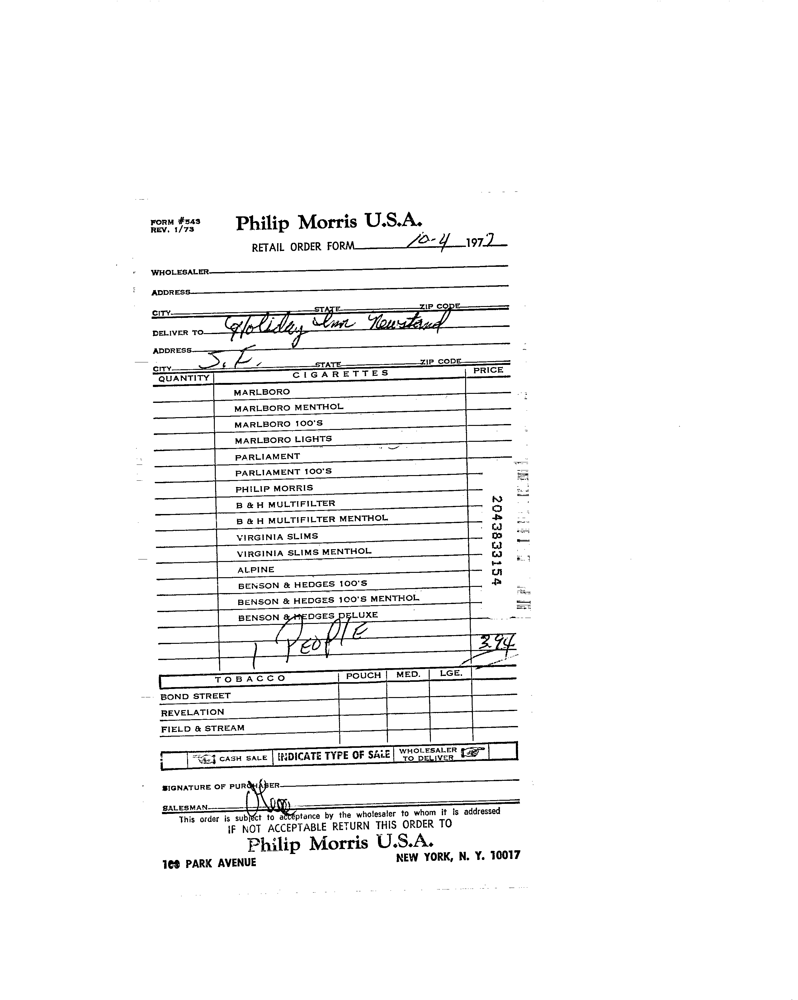 FORM #543
REV. 1/73
Philip Morris U.S.A.
RETAIL ORDER FORM 10-4 1977
WHOLESALER
ADDRESS
CITY STATE ZIP CODE
DELIVER TO Holiday Inn Newstand
ADDRESS
CITY STATE ZIP CODE
QUANTITY CIGARETTES PRICE
MARLBORO
MARLBORO MENTHOL
MARLBORO 100'S
MARLBORO LIGHTS
PARLIAMENT
PARLIAMENT 100'S
PHILIP MORRIS
B & H MULTIFILTER
B & H MULTIFILTER MENTHOL
VIRGINIA SLIMS
VIRGINIA SLIMS MENTHOL
ALPINE
BENSON & HEDGES 100'S
BENSON & HEDGES 100'S MENTHOL
BENSON & HEDGES DELUXE
2043833154
1 PEOPLE 3.94
TOBACCO POUCH MED. LGE.
BOND STREET
REVELATION
FIELD & STREAM
CASH SALE INDICATE TYPE OF SALE WHOLESALER TO DELIVER
SIGNATURE OF PURCHASER
SALESMAN
This order is subject to acceptance by the wholesaler to whom it is addressed
IF NOT ACCEPTABLE RETURN THIS ORDER TO
Philip Morris U.S.A.
100 PARK AVENUE NEW YORK, N. Y. 10017